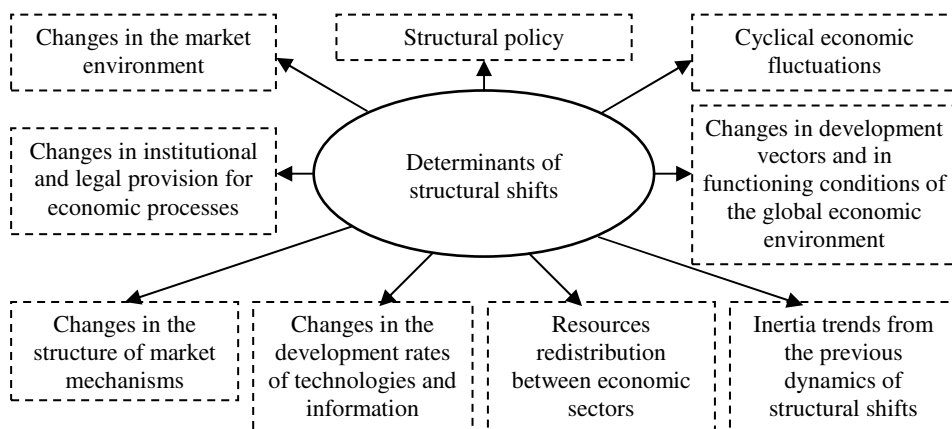 Changes in the market
environment
Structural policy
Cyclical economic
fluctuations
Changes in institutional
and legal provision for
economic processes
Determinants of
structural shifts
Changes in development
vectors and in
functioning conditions of
the global economic
environment
Changes in the
structure of market
mechanisms
Changes in the
development rates
of technologies and
information
Resources
redistribution
between economic
sectors
Inertia trends from
the previous
dynamics of
structural shifts